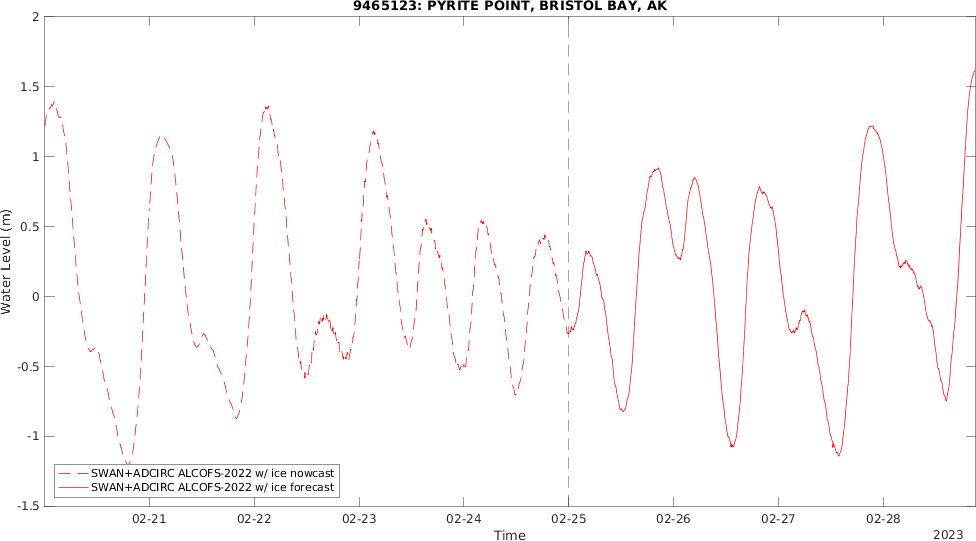 9465123: PYRITE POINT, BRISTOL BAY, AK
2
1.5
1
0.5
0
-0.5
-1
-1.5
Water Level (m)
SWAN+ADCIRC ALCOFS-2022 w/ ice nowcast
SWAN+ADCIRC ALCOFS-2022 w/ ice forecast
02-21 02-22 02-23 02-24 02-25 02-26 02-27 02-28
Time
2023